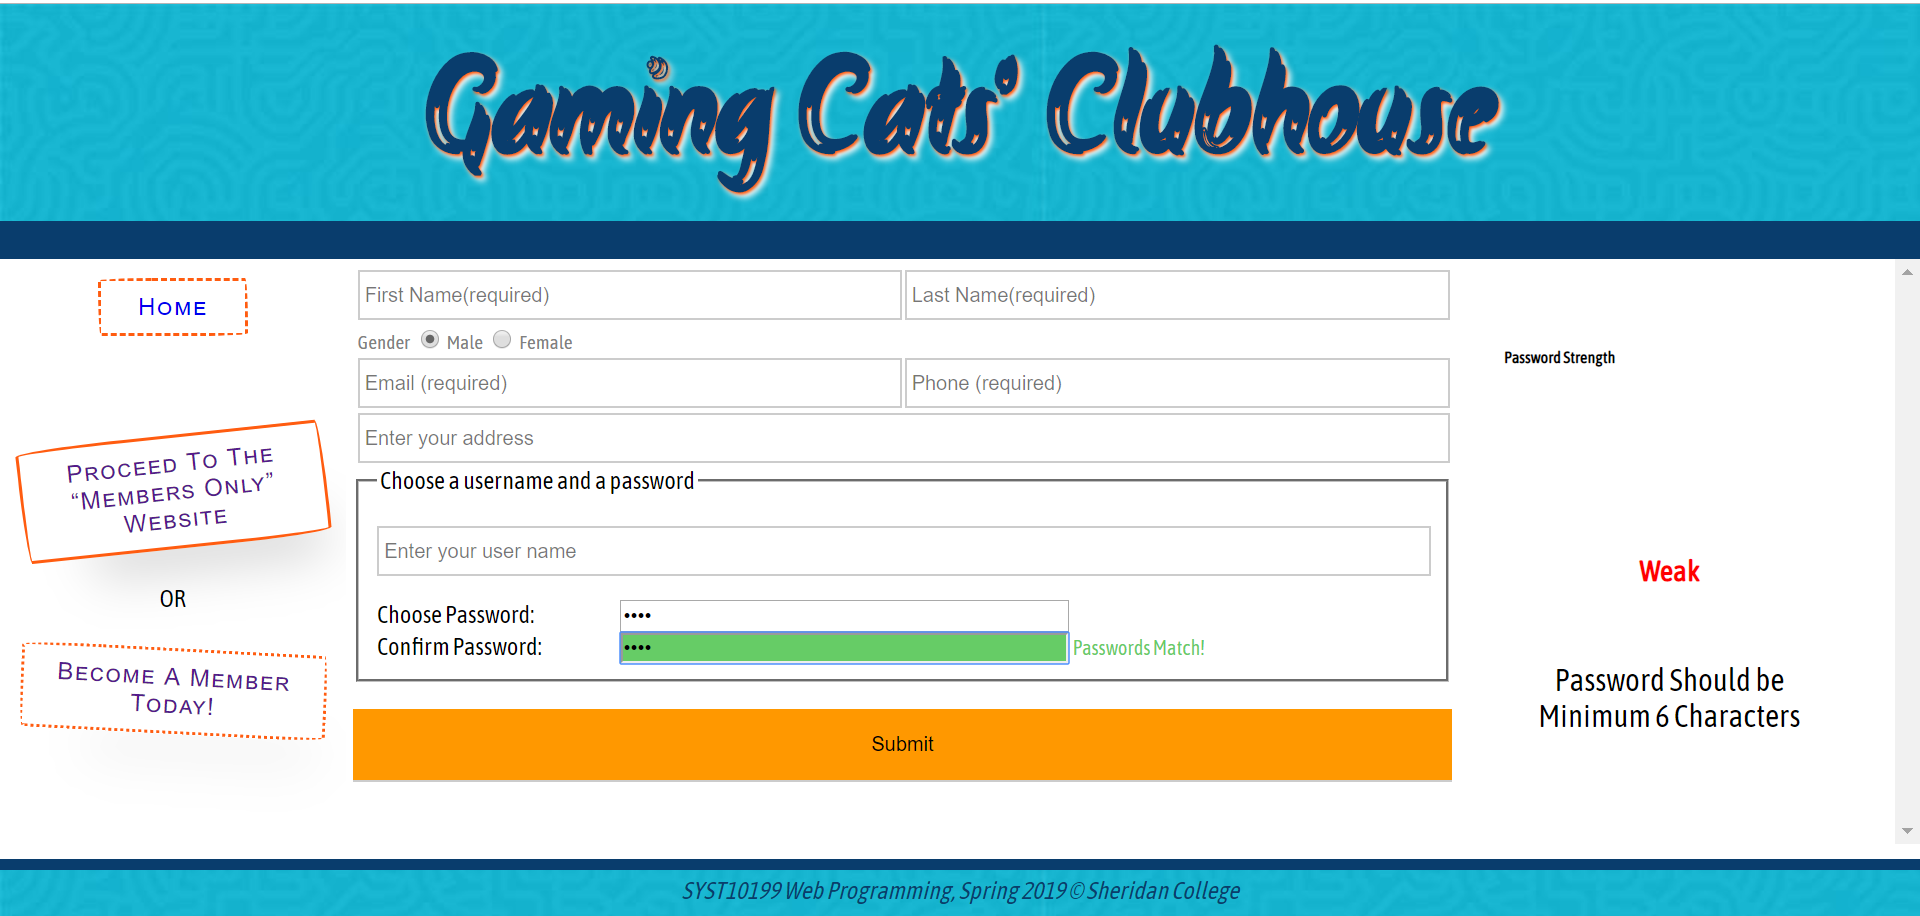 Gaming Cats' Clubhouse
Home
Proceed To The
“Members Only”
Website
OR
Become A Member
Today!
First Name(required) Last Name(required)
Gender Male Female
Email (required) Phone (required)
Enter your address
Choose a username and a password
Enter your user name
Choose Password: ••••
Confirm Password: •••• Passwords Match!
Submit
Password Strength
Weak
Password Should be
Minimum 6 Characters
SYST10199 Web Programming, Spring 2019 © Sheridan College